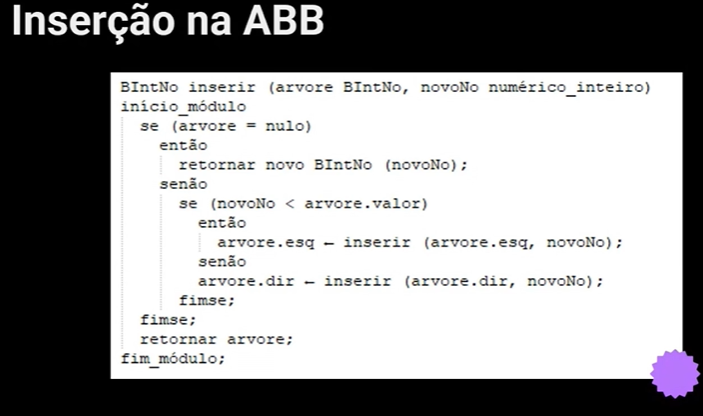 Inserção na ABB
BIntNo inserir (arvore BIntNo, novoNo numérico_inteiro)
início_módulo
se (arvore = nulo)
então
retornar novo BIntNo (novoNo);
senão
se (novoNo < arvore.valor)
então
arvore.esq ← inserir (arvore.esq, novoNo);
senão
arvore.dir ← inserir (arvore.dir, novoNo);
fimse;
fimse;
retornar arvore;
fim_módulo;